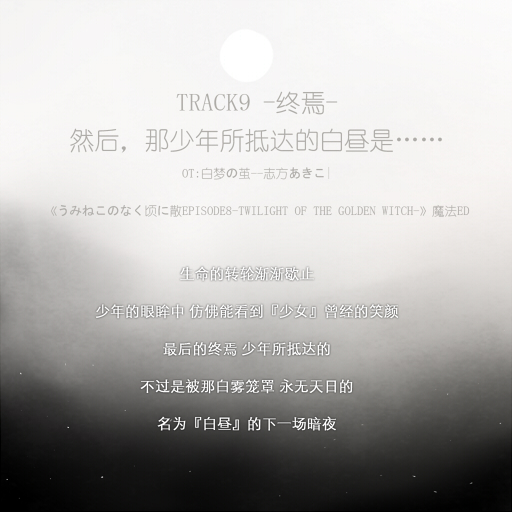 TRACK9 -终焉-
然后，那少年所抵达的白昼是……
OT:白梦の茧--志方あきこ
《うみねこのなく顷に散EPISODE8-TWILIGHT OF THE GOLDEN WITCH-》魔法ED
生命的转轮渐渐歇止
少年的眼眸中 仿佛能看到『少女』曾经的笑颜
最后的终焉 少年所抵达的
不过是被那白雾笼罩 永无天日的
名为『白昼』的下一场暗夜